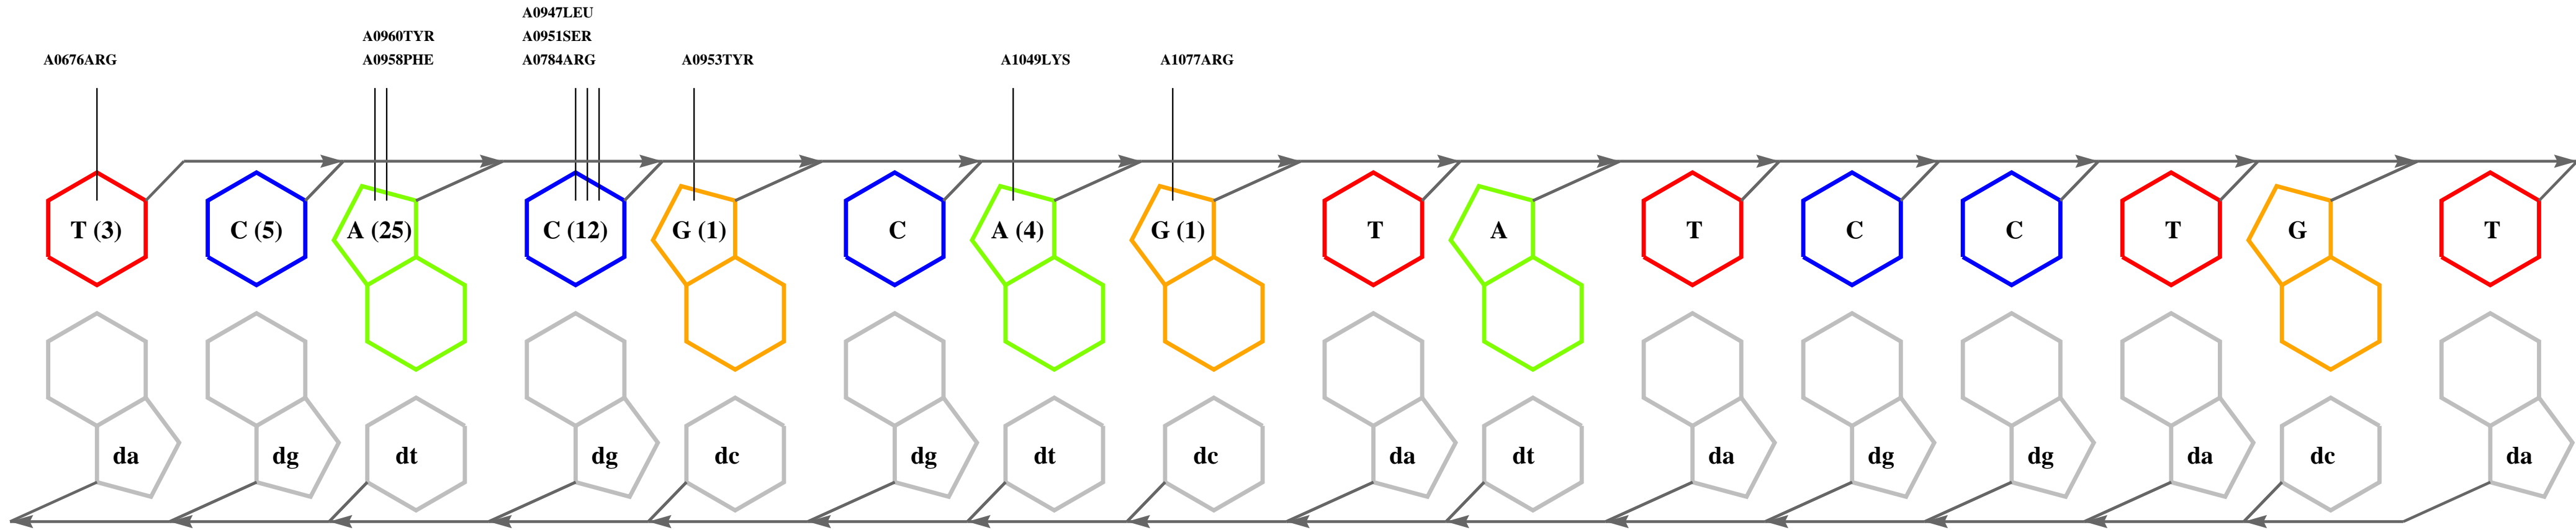 A0947LEU
A0960TYR A0951SER
A0676ARG A0958PHE A0784ARG A0953TYR A1049LYS A1077ARG
T (3) C (5) A (25) C (12) G (1) C A (4) G (1) T A T C C T G T
da dg dt dg dc dg dt dc da dt da dg dg da dc da